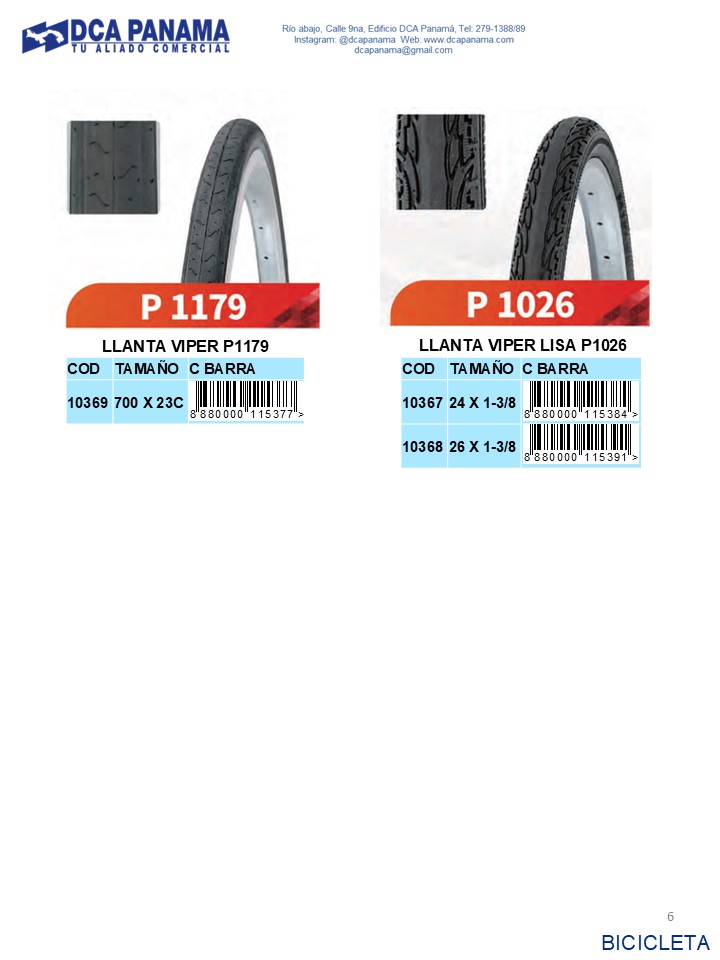 DCA PANAMA
TU ALIADO COMERCIAL
Río abajo, Calle 9na, Edificio DCA Panamá, Tel: 279-1388/89
Instagram: @dcapanama Web: www.dcapanama.com
dcapanama@gmail.com
P 1179
LLANTA VIPER P1179
COD TAMAÑO C BARRA
10369 700 X 23C
8 880000 115377 >
P 1026
LLANTA VIPER LISA P1026
COD TAMAÑO C BARRA
10367 24 X 1-3/8
8 880000 115384 >
10368 26 X 1-3/8
8 880000 115391 >
6
BICICLETA